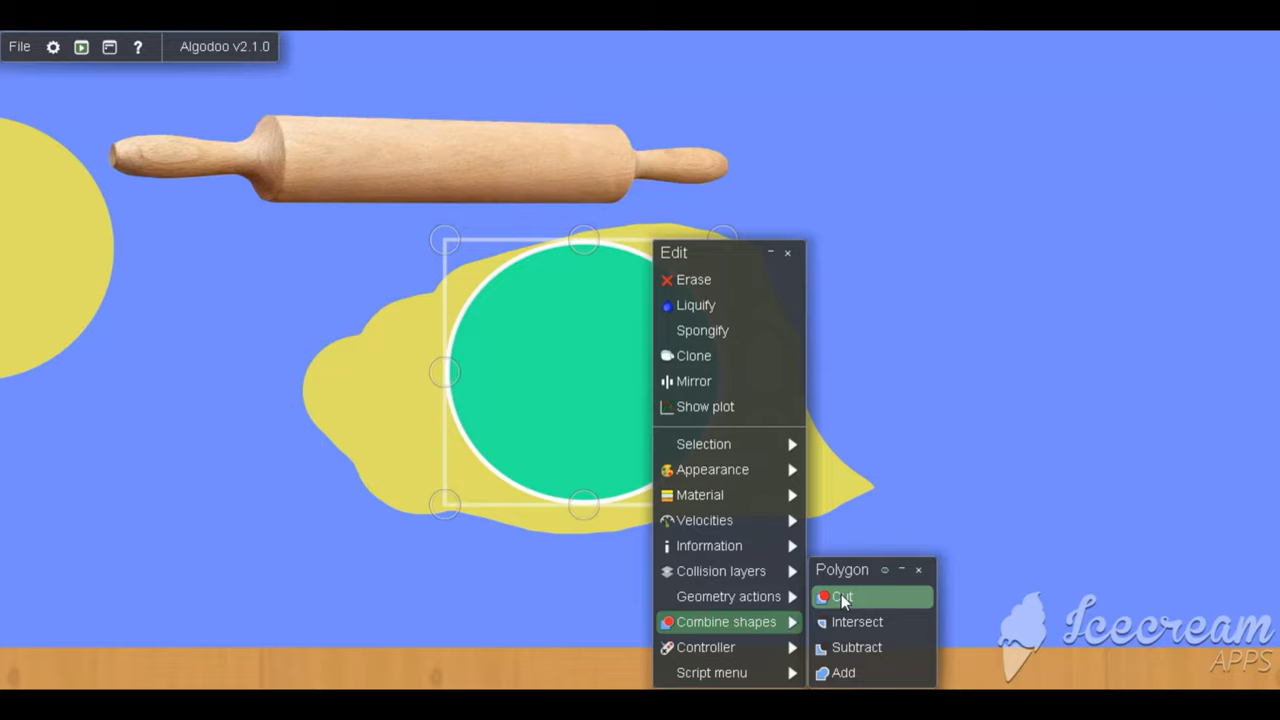 File
?
Algodoo v2.1.0
Edit
Erase
Liquify
Spongify
Clone
Mirror
Show plot
Selection
Appearance
Material
Velocities
Information
Collision layers
Geometry actions
Combine shapes
Controller
Script menu
Polygon
Cut
Intersect
Subtract
Add
Icecream
APPS